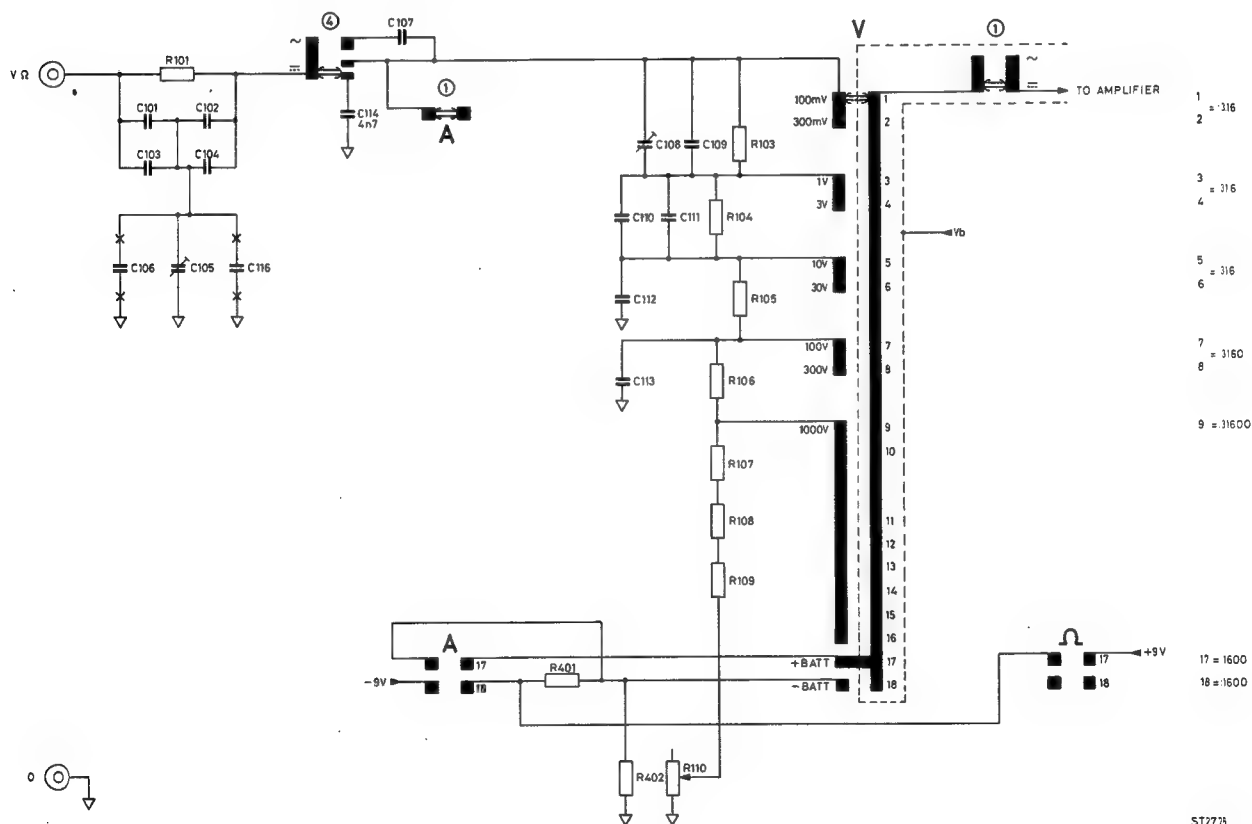 ④
C107
V
①
~
R101
~
VΩ
①
TO AMPLIFIER
100mV
1
300mV
2
C101
C102
C114
4n7
A
C108
C109
R103
C103
C104
1V
3
3V
4
C110
C111
R104
Vb
C106
C105
C116
10V
5
30V
6
C112
R105
100V
7
300V
8
C113
R106
1000V
9
10
R107
R108
11
12
R109
13
14
15
16
A
Ω
17
+BATT
17
17
+9V
R401
-9V
18
-BATT
18
18
R402
R110
0
1
2
3
4
= :316
5
6
7
= :3160
8
9 = :31600
17 = :1600
18 = :1600